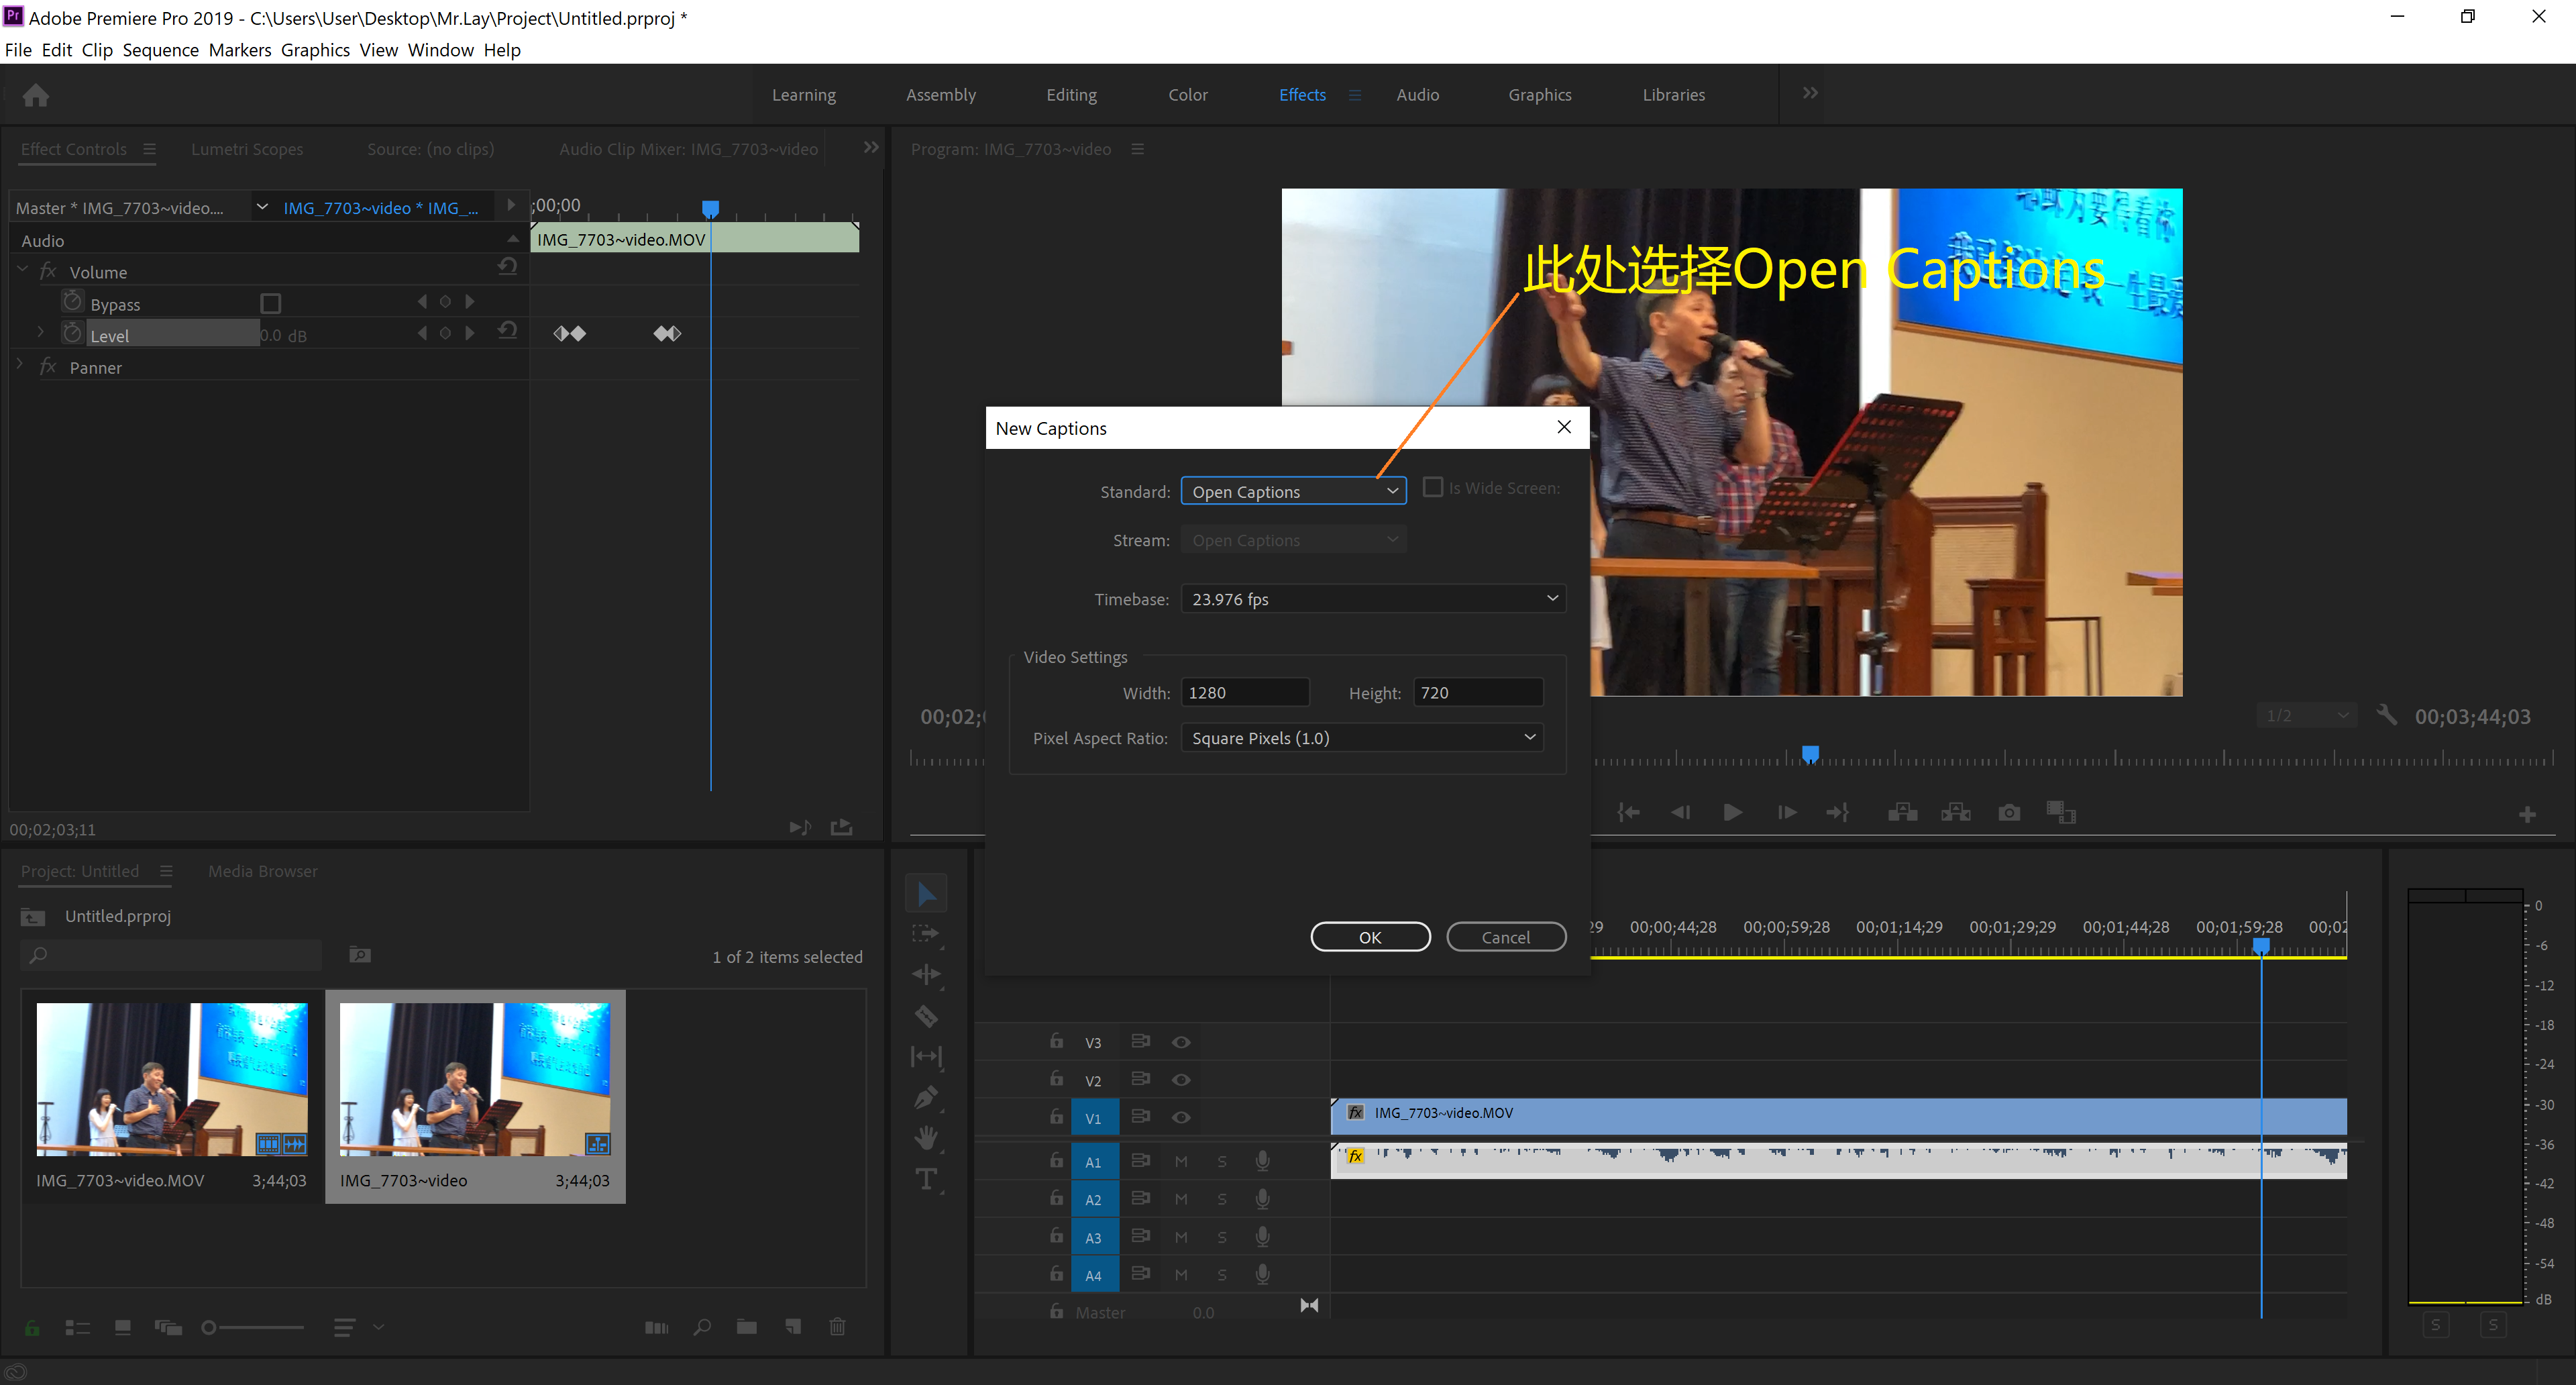 Adobe Premiere Pro 2019 - C:\Users\User\Desktop\Mr.Lay\Project\Untitled.prproj *
File Edit Clip Sequence Markers Graphics View Window Help
Learning Assembly Editing Color Effects Audio Graphics Libraries
Effect Controls Lumetri Scopes Source: (no clips) Audio Clip Mixer: IMG_7703~video
Program: IMG_7703~video
Master * IMG_7703~video.... IMG_7703~video * IMG_... ;00;00
Audio IMG_7703~video.MOV
fx Volume
Bypass
Level 0.0 dB
fx Panner
00;02;03;11
此处选择Open Captions
New Captions
Standard: Open Captions Is Wide Screen:
Stream: Open Captions
Timebase: 23.976 fps
Video Settings
Width: 1280 Height: 720
Pixel Aspect Ratio: Square Pixels (1.0)
OK Cancel
00;02; 1/2 00;03;44;03
Project: Untitled Media Browser
Untitled.prproj
1 of 2 items selected
IMG_7703~video.MOV 3;44;03 IMG_7703~video 3;44;03
29 00;00;44;28 00;00;59;28 00;01;14;29 00;01;29;29 00;01;44;28 00;01;59;28 00;02
V3
V2
V1 fx IMG_7703~video.MOV
A1 M S fx
A2 M S
A3 M S
A4 M S
Master 0.0
0
-6
-12
-18
-24
-30
-36
-42
-48
-54
dB
S S